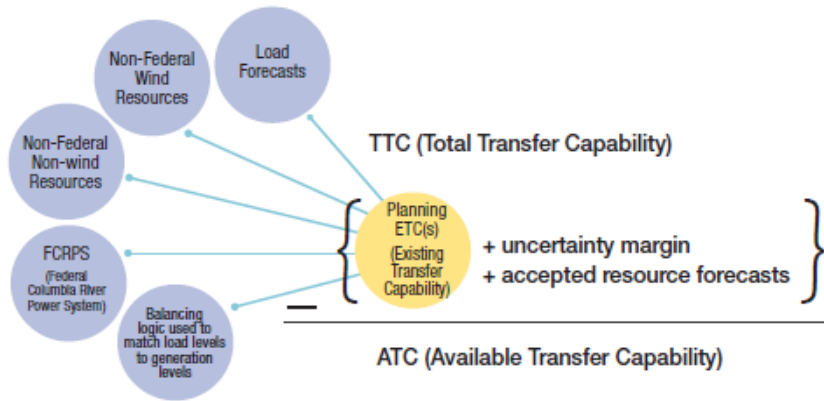 Load
Forecasts
Non-Federal
Wind
Resources
Non-Federal
Non-wind
Resources
FCRPS
(Federal
Columbia River
Power System)
Balancing
logic used to
match load levels
to generation
levels
TTC (Total Transfer Capability)
{
Planning
ETC(s)
(Existing
Transfer
Capability)
+ uncertainty margin
+ accepted resource forecasts
}
—
ATC (Available Transfer Capability)